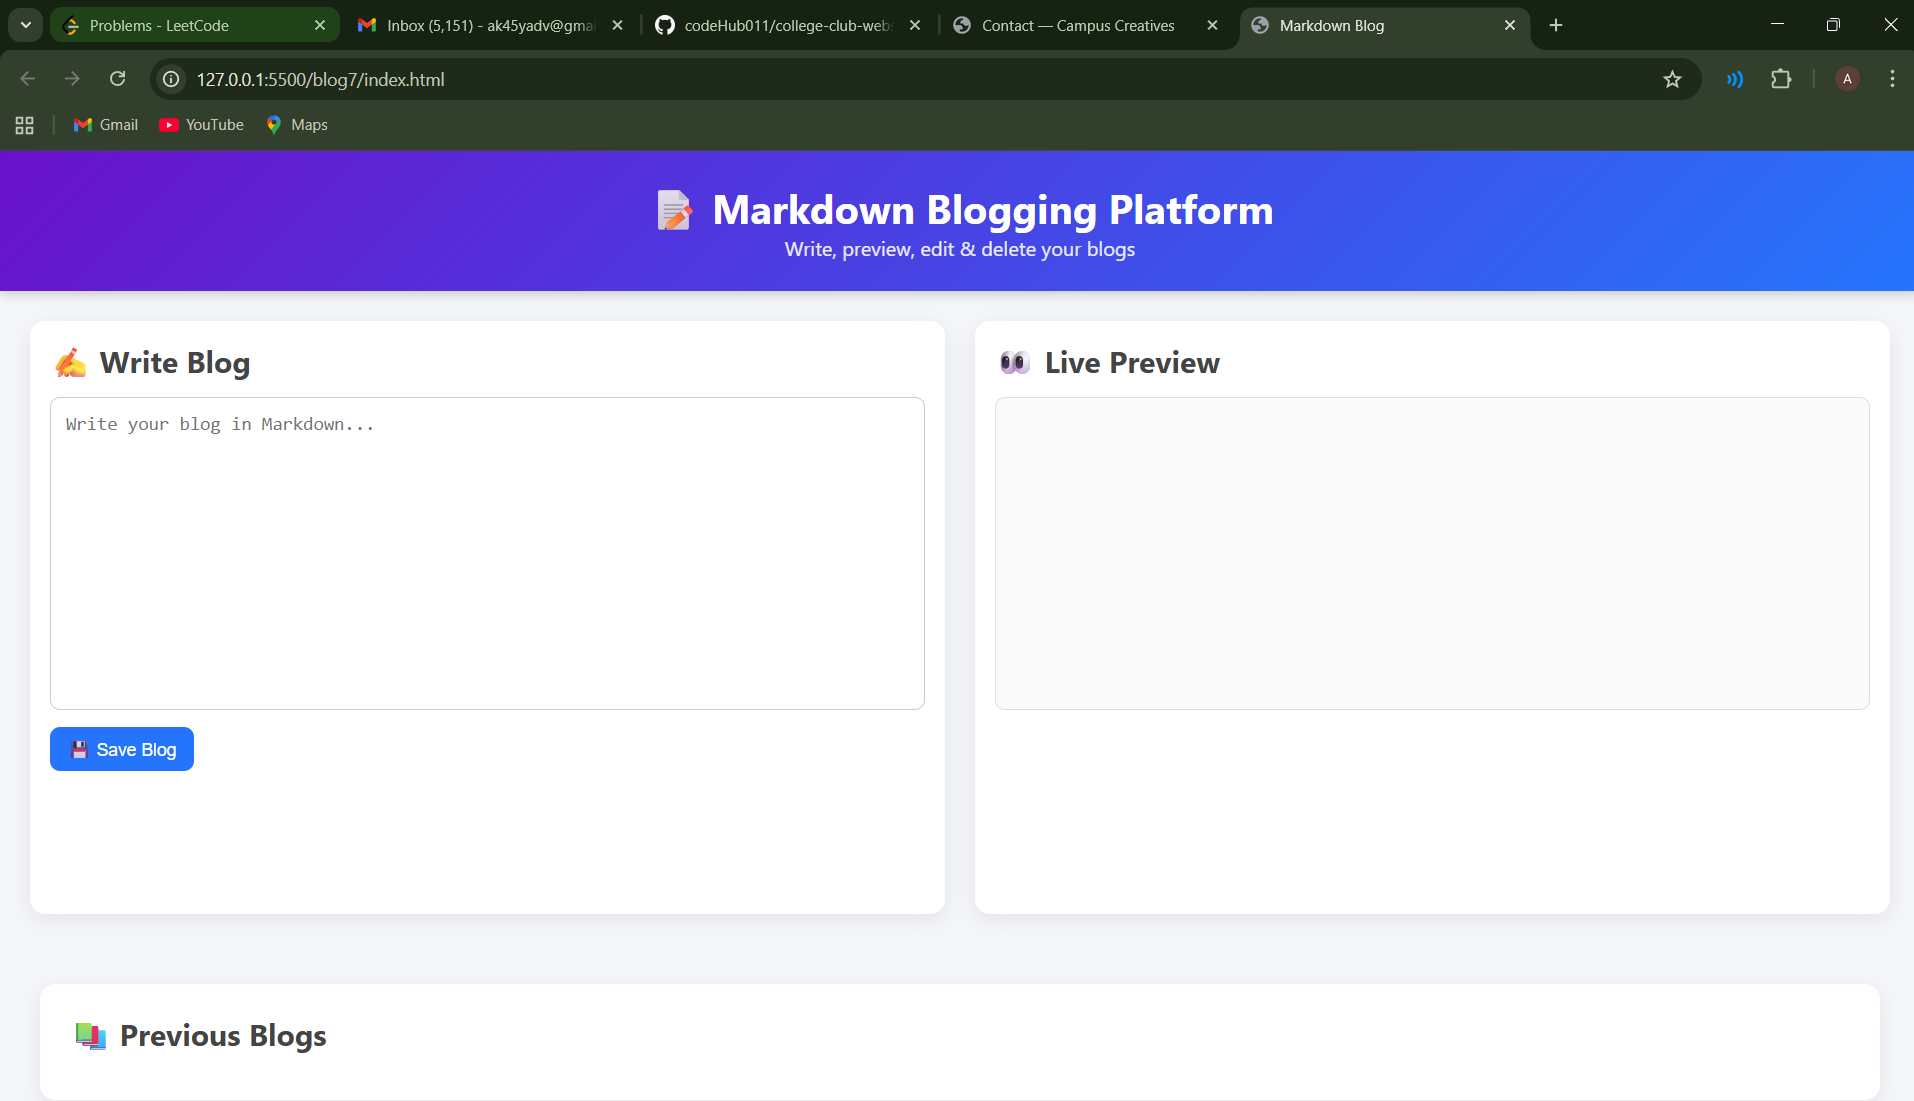 Problems - LeetCode
Inbox (5,151) - ak45yadv@gmai
codeHub011/college-club-webs
Contact — Campus Creatives
Markdown Blog
127.0.0.1:5500/blog7/index.html
A
Gmail
YouTube
Maps
📝 Markdown Blogging Platform
Write, preview, edit & delete your blogs
✍️ Write Blog
Write your blog in Markdown...
💾 Save Blog
👀 Live Preview
📚 Previous Blogs